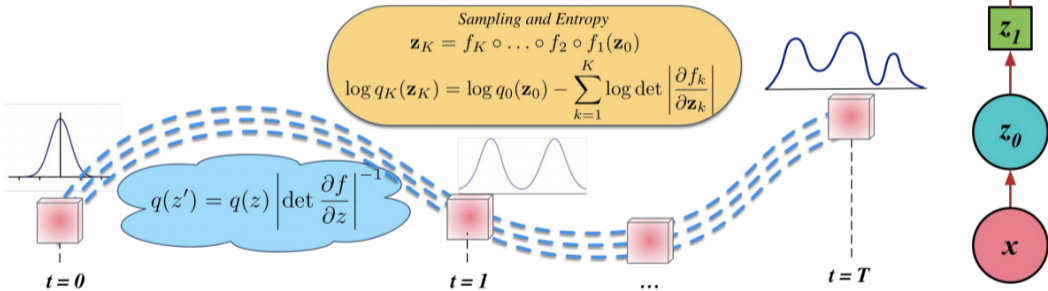 Sampling and Entropy
z_K = f_K ∘ … ∘ f_2 ∘ f_1(z_0)
log q_K(z_K) = log q_0(z_0) − ∑_{k=1}^{K} log det |∂f_k/∂z_k|
q(z′) = q(z) |det ∂f/∂z|^{−1}
t = 0
t = 1
...
t = T
z_1
z_0
x